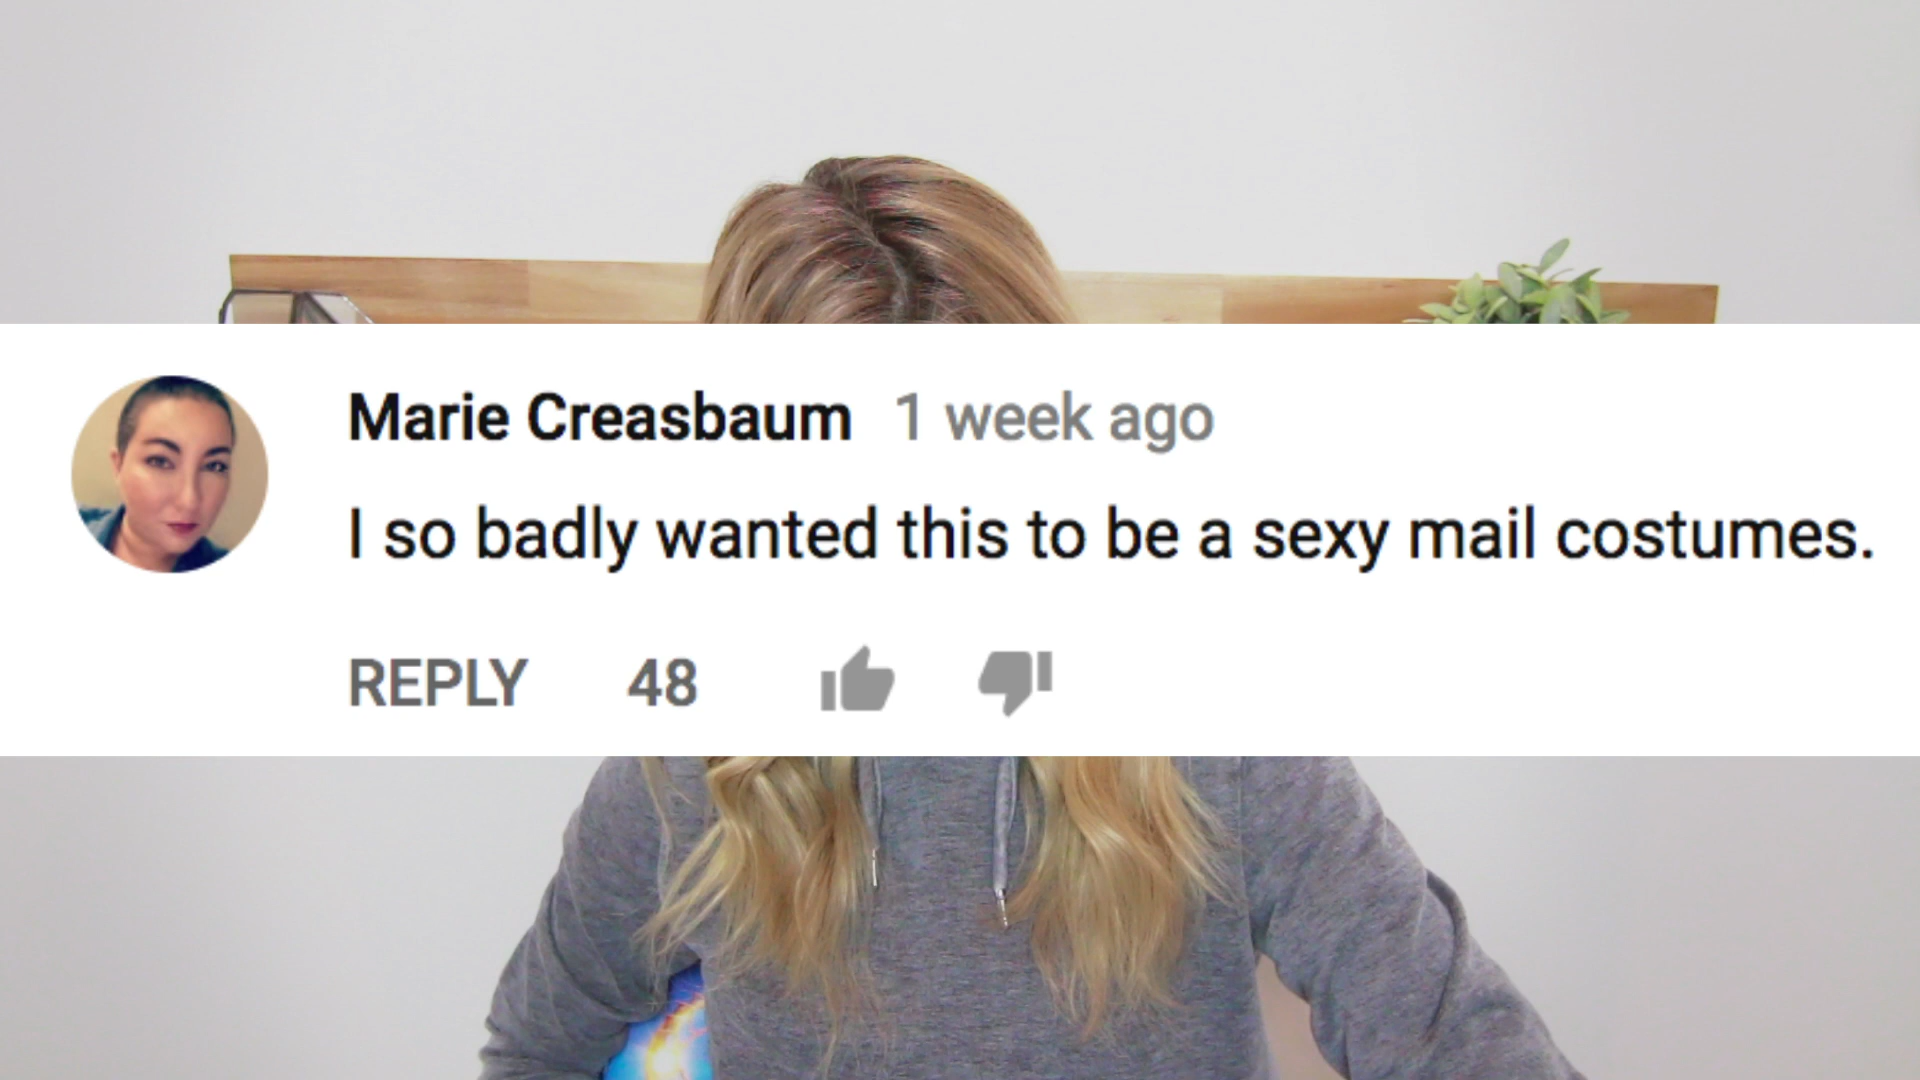 Marie Creasbaum 1 week ago
I so badly wanted this to be a sexy mail costumes.
REPLY 48